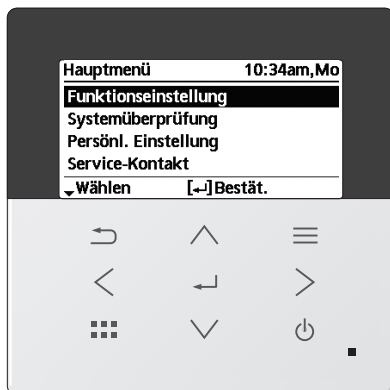 Hauptmenü 10:34am,Mo
Funktionseinstellung
Systemüberprüfung
Persönl. Einstellung
Service-Kontakt
Wählen [↵]Bestät.